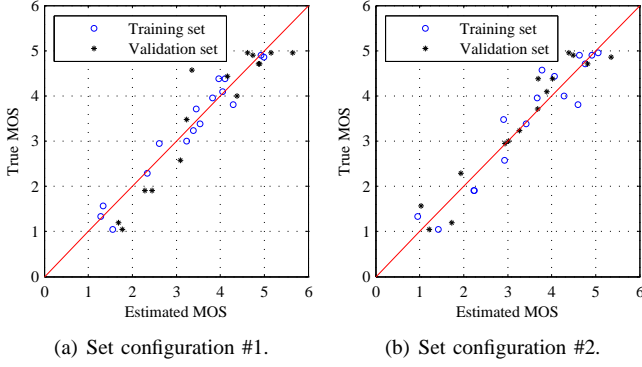 6
5
4
3
2
1
0
True MOS
Training set
Validation set
0 1 2 3 4 5 6
Estimated MOS
(a) Set configuration #1.
6
5
4
3
2
1
0
True MOS
Training set
Validation set
0 1 2 3 4 5 6
Estimated MOS
(b) Set configuration #2.